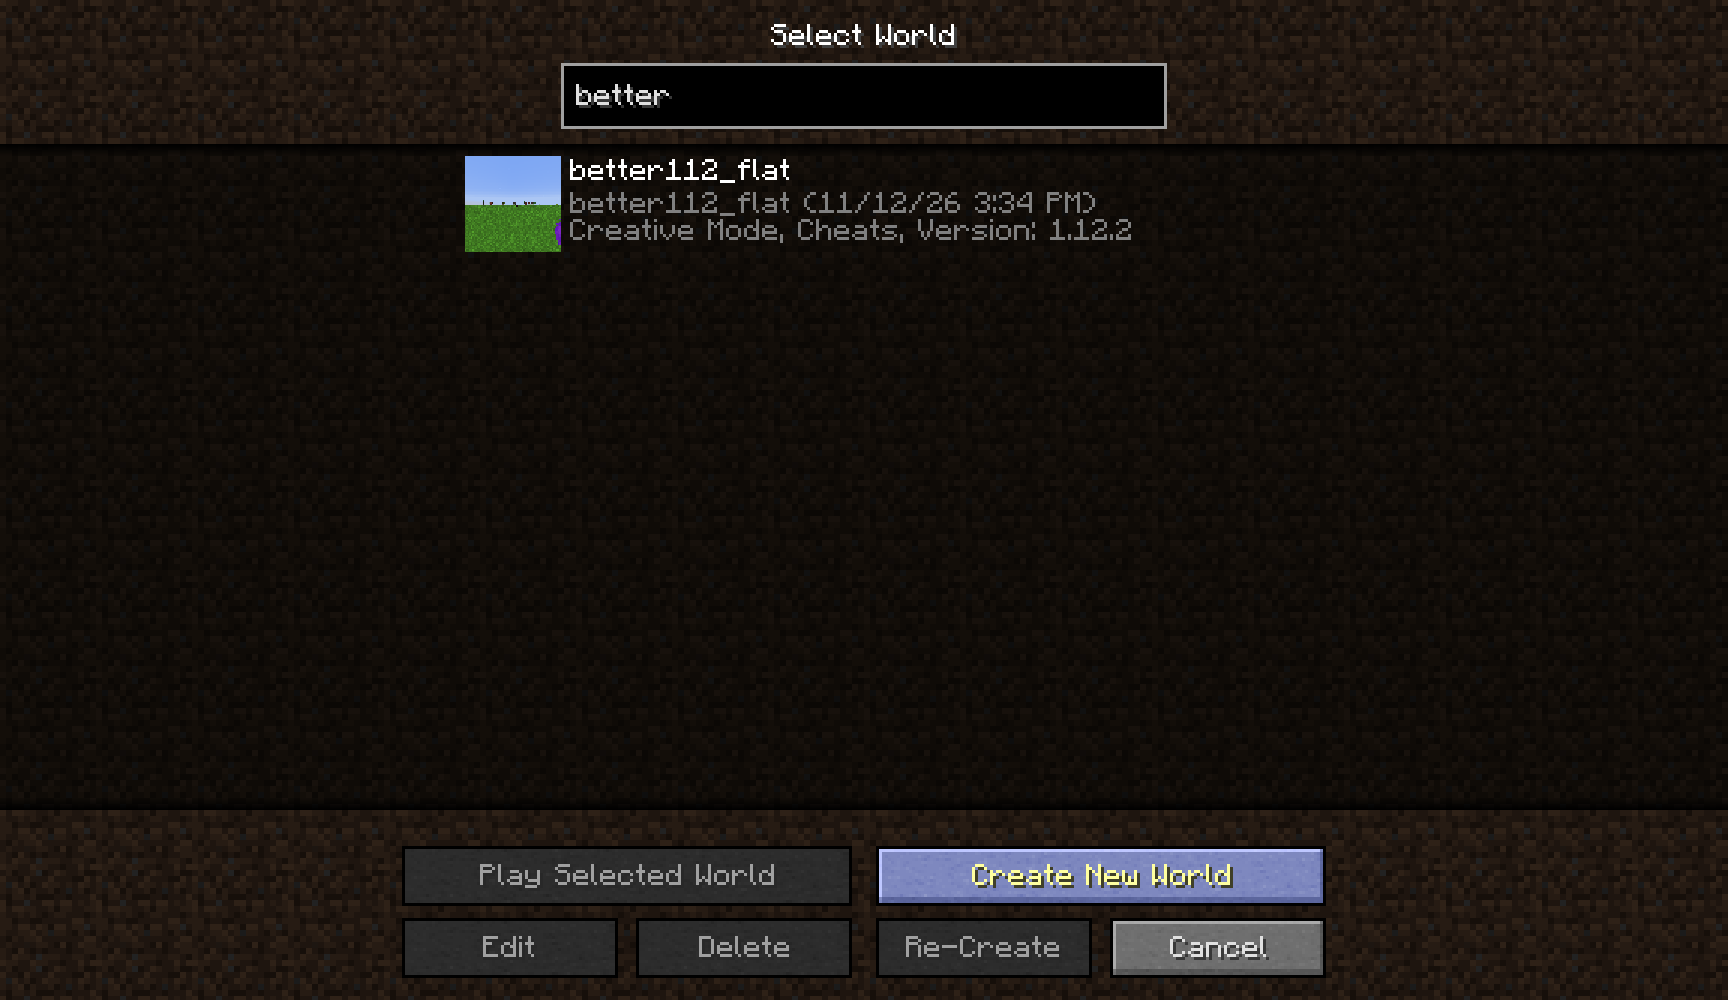 Select World
better
better112_flat
better112_flat (11/12/26 3:34 PM)
Creative Mode, Cheats, Version: 1.12.2
Play Selected World
Create New World
Edit
Delete
Re-Create
Cancel